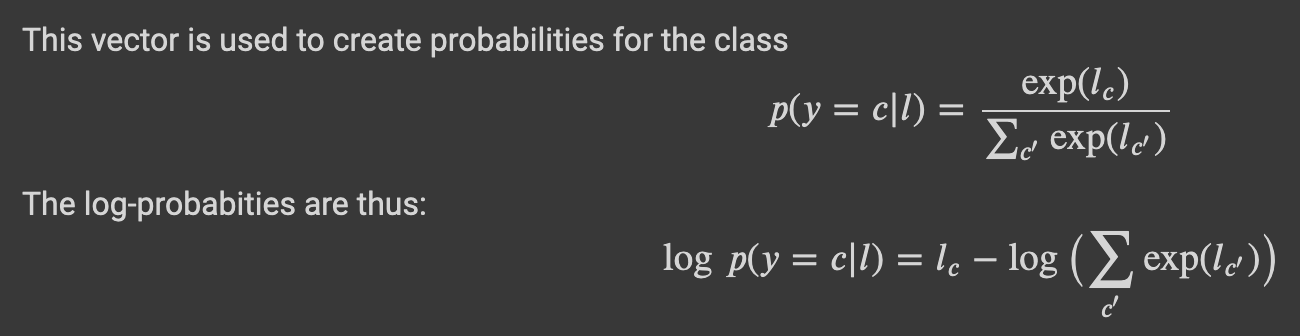 This vector is used to create probabilities for the class
p(y = c|l) = exp(l_c) / ∑_{c′} exp(l_{c′})
The log-probabities are thus:
log p(y = c|l) = l_c − log (∑_{c′} exp(l_{c′}))